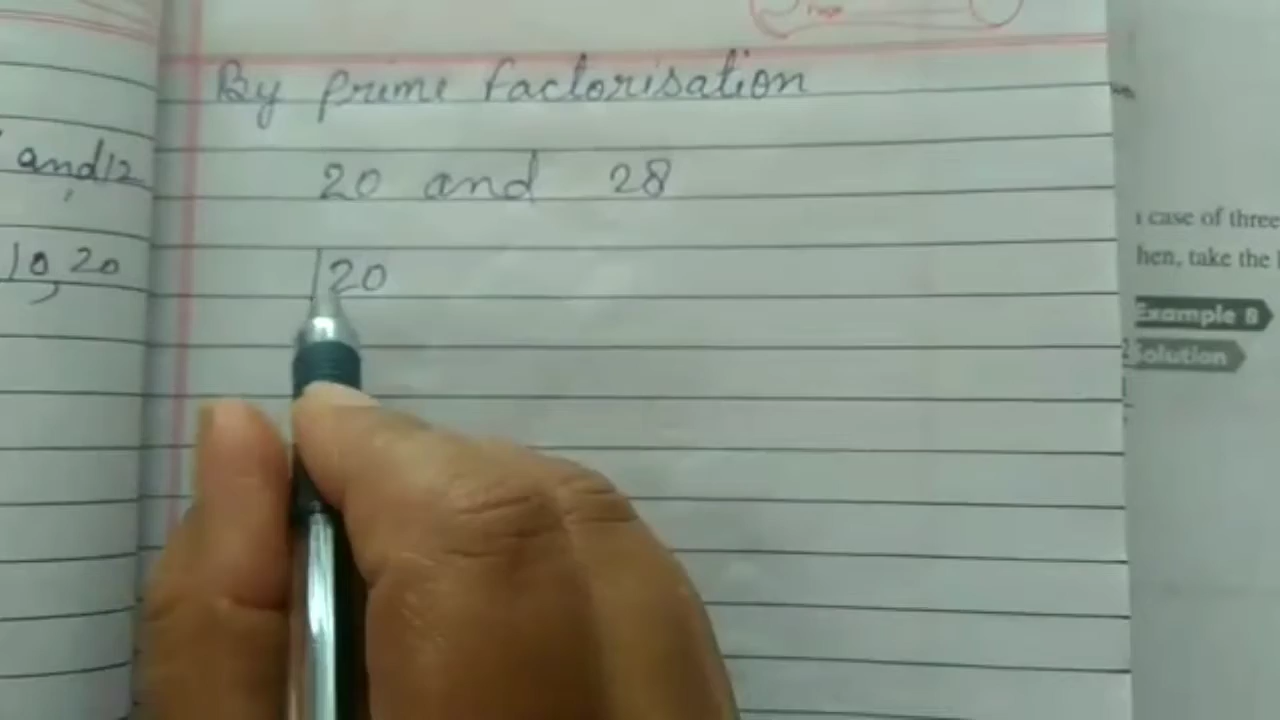 and 12
10, 20
By prime factorisation
20 and 28
20
case of three
hen, take the
Example 8
Solution